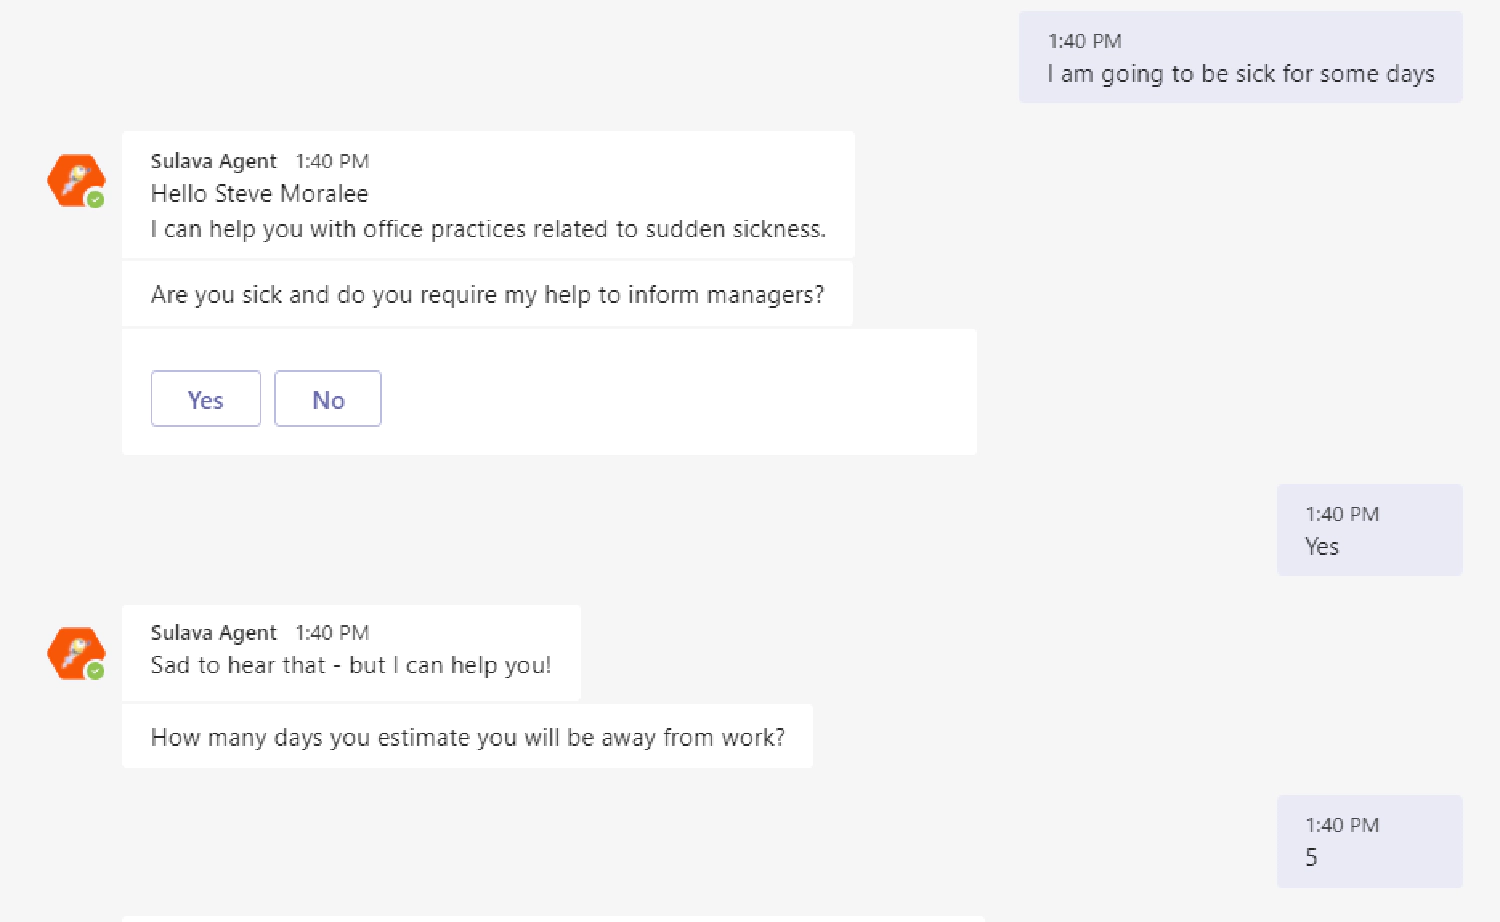 1:40 PM
I am going to be sick for some days
Sulava Agent 1:40 PM
Hello Steve Moralee
I can help you with office practices related to sudden sickness.
Are you sick and do you require my help to inform managers?
Yes No
1:40 PM
Yes
Sulava Agent 1:40 PM
Sad to hear that - but I can help you!
How many days you estimate you will be away from work?
1:40 PM
5